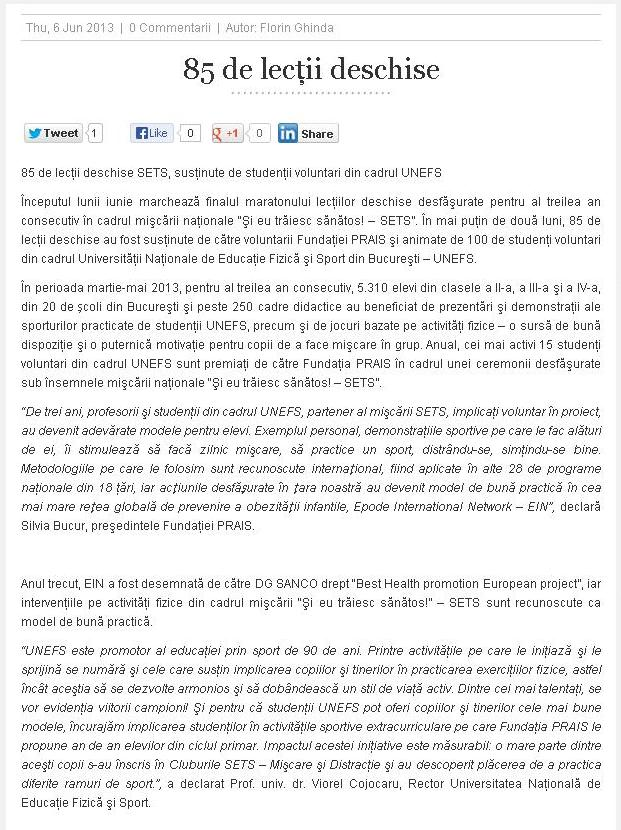 Thu, 6 Jun 2013 | 0 Commentarii | Autor: Florin Ghinda
85 de lecții deschise
Tweet 1 Like 0 +1 0 in Share
85 de lecţii deschise SETS, susţinute de studenţii voluntari din cadrul UNEFS
Începutul lunii iunie marchează finalul maratonului lecţiilor deschise desfăşurate pentru al treilea an
consecutiv în cadrul mişcării naţionale "Şi eu trăiesc sănătos! – SETS". În mai puţin de două luni, 85 de
lecţii deschise au fost susţinute de către voluntarii Fundaţiei PRAIS şi animate de 100 de studenţi voluntari
din cadrul Universităţii Naţionale de Educaţie Fizică şi Sport din Bucureşti – UNEFS.
În perioada martie-mai 2013, pentru al treilea an consecutiv, 5.310 elevi din clasele a II-a, a III-a şi a IV-a,
din 20 de şcoli din Bucureşti şi peste 250 cadre didactice au beneficiat de prezentări şi demonstraţii ale
sporturilor practicate de studenţii UNEFS, precum şi de jocuri bazate pe activităţi fizice – o sursă de bună
dispoziţie şi o puternică motivaţie pentru copii de a face mişcare în grup. Anual, cei mai activi 15 studenţi
voluntari din cadrul UNEFS sunt premiaţi de către Fundaţia PRAIS în cadrul unei ceremonii desfăşurate
sub însemnele mişcării naţionale "Şi eu trăiesc sănătos! – SETS".
"De trei ani, profesorii şi studenţii din cadrul UNEFS, partener al mişcării SETS, implicaţi voluntar în proiect,
au devenit adevărate modele pentru elevi. Exemplul personal, demonstraţiile sportive pe care le fac alături
de ei, îi stimulează să facă zilnic mişcare, să practice un sport, distrându-se, simţindu-se bine.
Metodologiile pe care le folosim sunt recunoscute internaţional, fiind aplicate în alte 28 de programe
naţionale din 18 ţări, iar acţiunile desfăşurate în ţara noastră au devenit model de bună practică în cea
mai mare reţea globală de prevenire a obezităţii infantile, Epode International Network – EIN", declară
Silvia Bucur, preşedintele Fundaţiei PRAIS.
Anul trecut, EIN a fost desemnată de către DG SANCO drept "Best Health promotion European project", iar
intervenţiile pe activităţi fizice din cadrul mişcării "Şi eu trăiesc sănătos!" – SETS sunt recunoscute ca
model de bună practică.
"UNEFS este promotor al educaţiei prin sport de 90 de ani. Printre activităţile pe care le iniţiază şi le
sprijină se numără şi cele care susţin implicarea copiilor şi tinerilor în practicarea exerciţiilor fizice, astfel
încât aceştia să se dezvolte armonios şi să dobândească un stil de viaţă activ. Dintre cei mai talentaţi, se
vor evidenţia viitorii campioni! Şi pentru că studenţii UNEFS pot oferi copiilor şi tinerilor cele mai bune
modele, încurajăm implicarea studenţilor în activităţile sportive extracurriculare pe care Fundaţia PRAIS le
propune an de an elevilor din ciclul primar. Impactul acestei iniţiative este măsurabil: o mare parte dintre
aceşti copii s-au înscris în Cluburile SETS – Mişcare şi Distracţie şi au descoperit plăcerea de a practica
diferite ramuri de sport.", a declarat Prof. univ. dr. Viorel Cojocaru, Rector Universitatea Naţională de
Educaţie Fizică şi Sport.